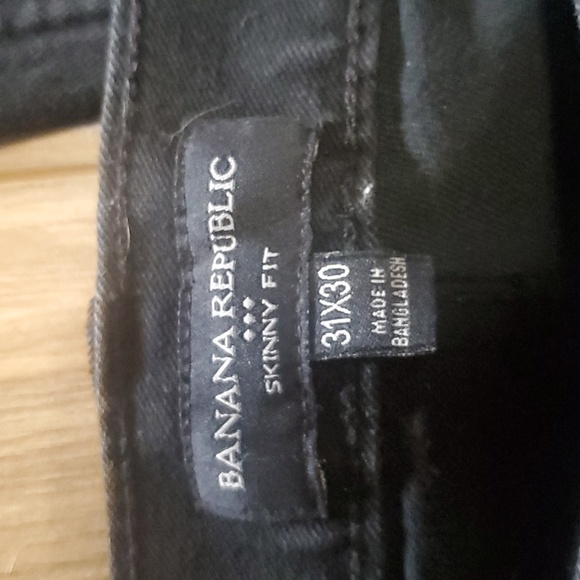 BANANA REPUBLIC
SKINNY FIT
31X30
MADE IN
BANGLADESH